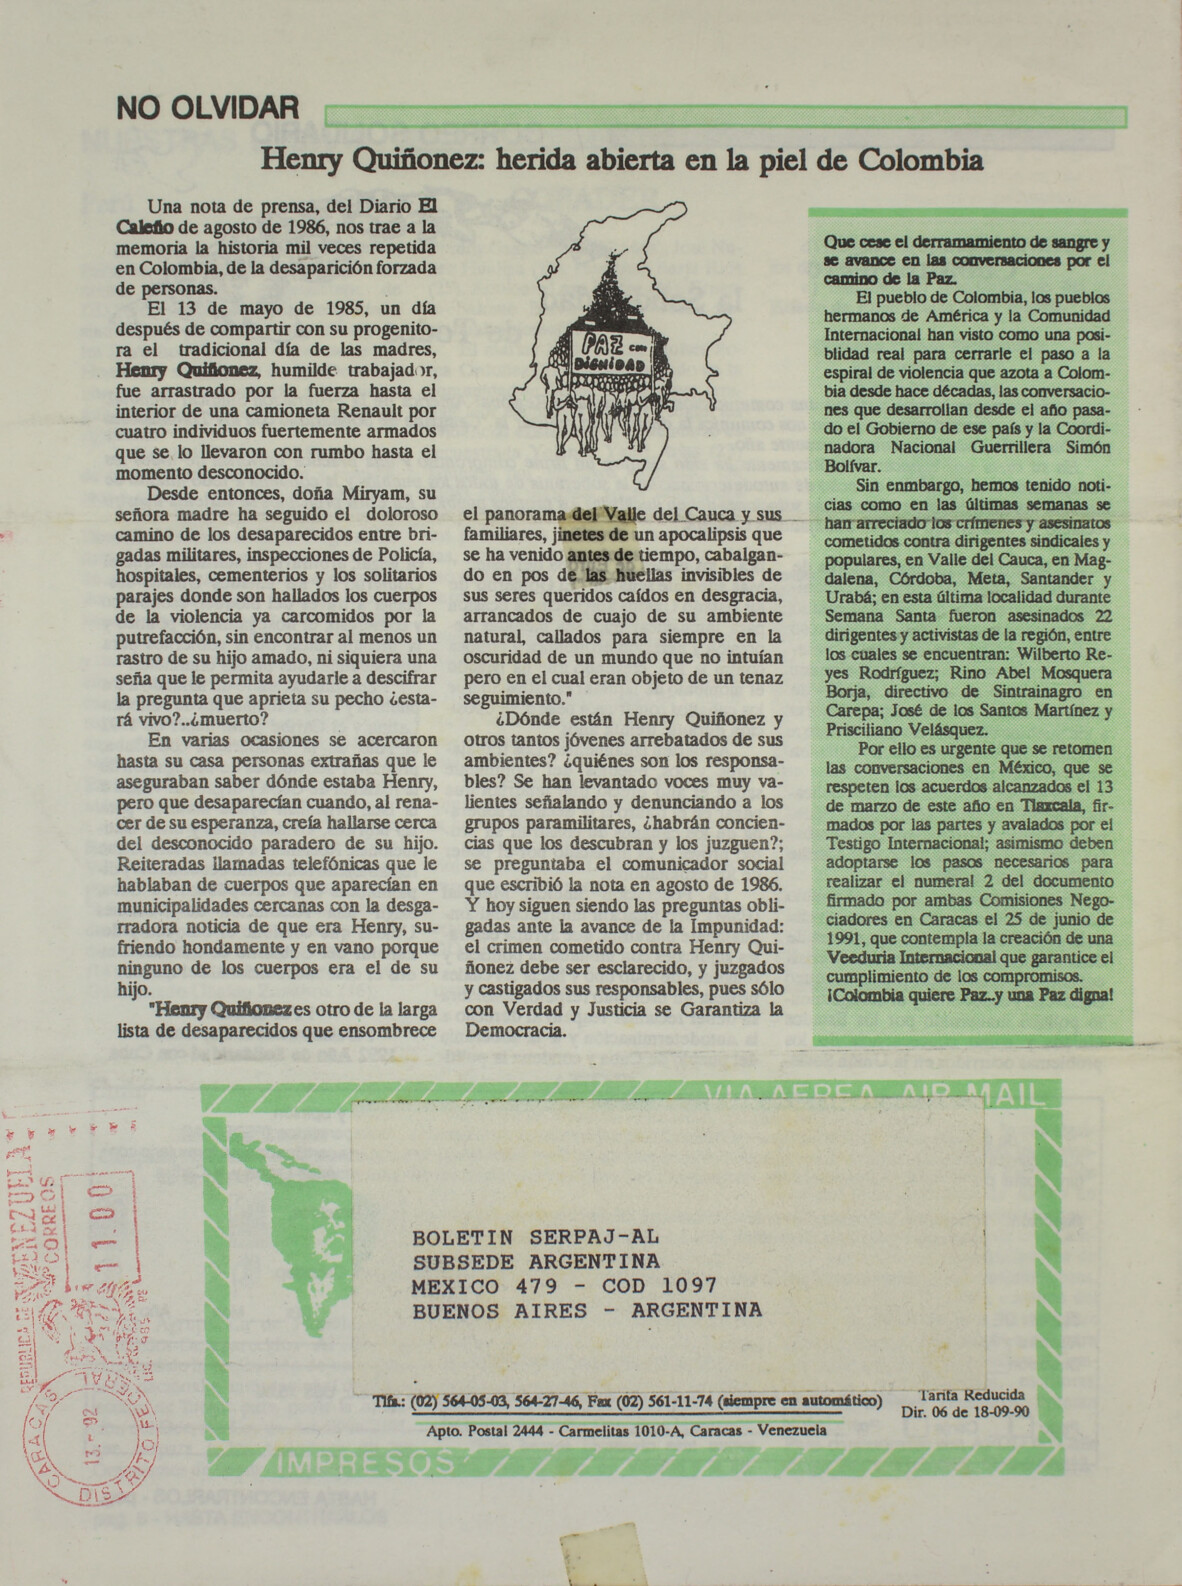 NO OLVIDAR
Henry Quiñonez: herida abierta en la piel de Colombia
Una nota de prensa, del Diario El
Caleño de agosto de 1986, nos trae a la
memoria la historia mil veces repetida
en Colombia, de la desaparición forzada
de personas.
El 13 de mayo de 1985, un día
después de compartir con su progenito-
ra el tradicional día de las madres,
Henry Quiñonez, humilde trabajador,
fue arrastrado por la fuerza hasta el
interior de una camioneta Renault por
cuatro individuos fuertemente armados
que se lo llevaron con rumbo hasta el
momento desconocido.
Desde entonces, doña Miryam, su
señora madre ha seguido el doloroso
camino de los desaparecidos entre bri-
gadas militares, inspecciones de Policía,
hospitales, cementerios y los solitarios
parajes donde son hallados los cuerpos
de la violencia ya carcomidos por la
putrefacción, sin encontrar al menos un
rastro de su hijo amado, ni siquiera una
seña que le permita ayudarle a descifrar
la pregunta que aprieta su pecho ¿esta-
rá vivo?..¿muerto?
En varias ocasiones se acercaron
hasta su casa personas extrañas que le
aseguraban saber dónde estaba Henry,
pero que desaparecían cuando, al rena-
cer de su esperanza, creía hallarse cerca
del desconocido paradero de su hijo.
Reiteradas llamadas telefónicas que le
hablaban de cuerpos que aparecían en
municipalidades cercanas con la desga-
rradora noticia de que era Henry, su-
friendo hondamente y en vano porque
ninguno de los cuerpos era el de su
hijo.
"Henry Quiñonez es otro de la larga
lista de desaparecidos que ensombrece
PAZ CON
DIGNIDAD
el panorama del Valle del Cauca y sus
familiares, jinetes de un apocalipsis que
se ha venido antes de tiempo, cabalgan-
do en pos de las huellas invisibles de
sus seres queridos caídos en desgracia,
arrancados de cuajo de su ambiente
natural, callados para siempre en la
oscuridad de un mundo que no intuían
pero en el cual eran objeto de un tenaz
seguimiento."
¿Dónde están Henry Quiñonez y
otros tantos jóvenes arrebatados de sus
ambientes? ¿quiénes son los responsa-
bles? Se han levantado voces muy va-
lientes señalando y denunciando a los
grupos paramilitares, ¿habrán concien-
cias que los descubran y los juzguen?;
se preguntaba el comunicador social
que escribió la nota en agosto de 1986.
Y hoy siguen siendo las preguntas obli-
gadas ante la avance de la Impunidad:
el crimen cometido contra Henry Qui-
ñonez debe ser esclarecido, y juzgados
y castigados sus responsables, pues sólo
con Verdad y Justicia se Garantiza la
Democracia.
Que cese el derramamiento de sangre y
se avance en las conversaciones por el
camino de la Paz.
El pueblo de Colombia, los pueblos
hermanos de América y la Comunidad
Internacional han visto como una posi-
blidad real para cerrarle el paso a la
espiral de violencia que azota a Colom-
bia desde hace décadas, las conversacio-
nes que desarrollan desde el año pasa-
do el Gobierno de ese país y la Coordi-
nadora Nacional Guerrillera Simón
Bolívar.
Sin enmbargo, hemos tenido noti-
cias como en las últimas semanas se
han arreciado los crímenes y asesinatos
cometidos contra dirigentes sindicales y
populares, en Valle del Cauca, en Mag-
dalena, Córdoba, Meta, Santander y
Urabá; en esta última localidad durante
Semana Santa fueron asesinados 22
dirigentes y activistas de la región, entre
los cuales se encuentran: Wilberto Re-
yes Rodríguez; Rino Abel Mosquera
Borja, directivo de Sintrainagro en
Carepa; José de los Santos Martínez y
Prisciliano Velásquez.
Por ello es urgente que se retomen
las conversaciones en México, que se
respeten los acuerdos alcanzados el 13
de marzo de este año en Tlaxcala, fir-
mados por las partes y avalados por el
Testigo Internacional; asimismo deben
adoptarse los pasos necesarios para
realizar el numeral 2 del documento
firmado por ambas Comisiones Nego-
ciadores en Caracas el 25 de junio de
1991, que contempla la creación de una
Veeduria Internacional que garantice el
cumplimiento de los compromisos.
¡Colombia quiere Paz..y una Paz digna!
VIA AEREA AIR MAIL
BOLETIN SERPAJ-AL
SUBSEDE ARGENTINA
MEXICO 479 - COD 1097
BUENOS AIRES - ARGENTINA
Tlfs.: (02) 564-05-03, 564-27-46, Fax (02) 561-11-74 (siempre en automático)
Apto. Postal 2444 - Carmelitas 1010-A, Caracas - Venezuela
Tarifa Reducida
Dir. 06 de 18-09-90
IMPRESOS
REPUBLICA DE VENEZUELA
CORREOS
11.00
CARACAS
DISTRITO FEDERAL